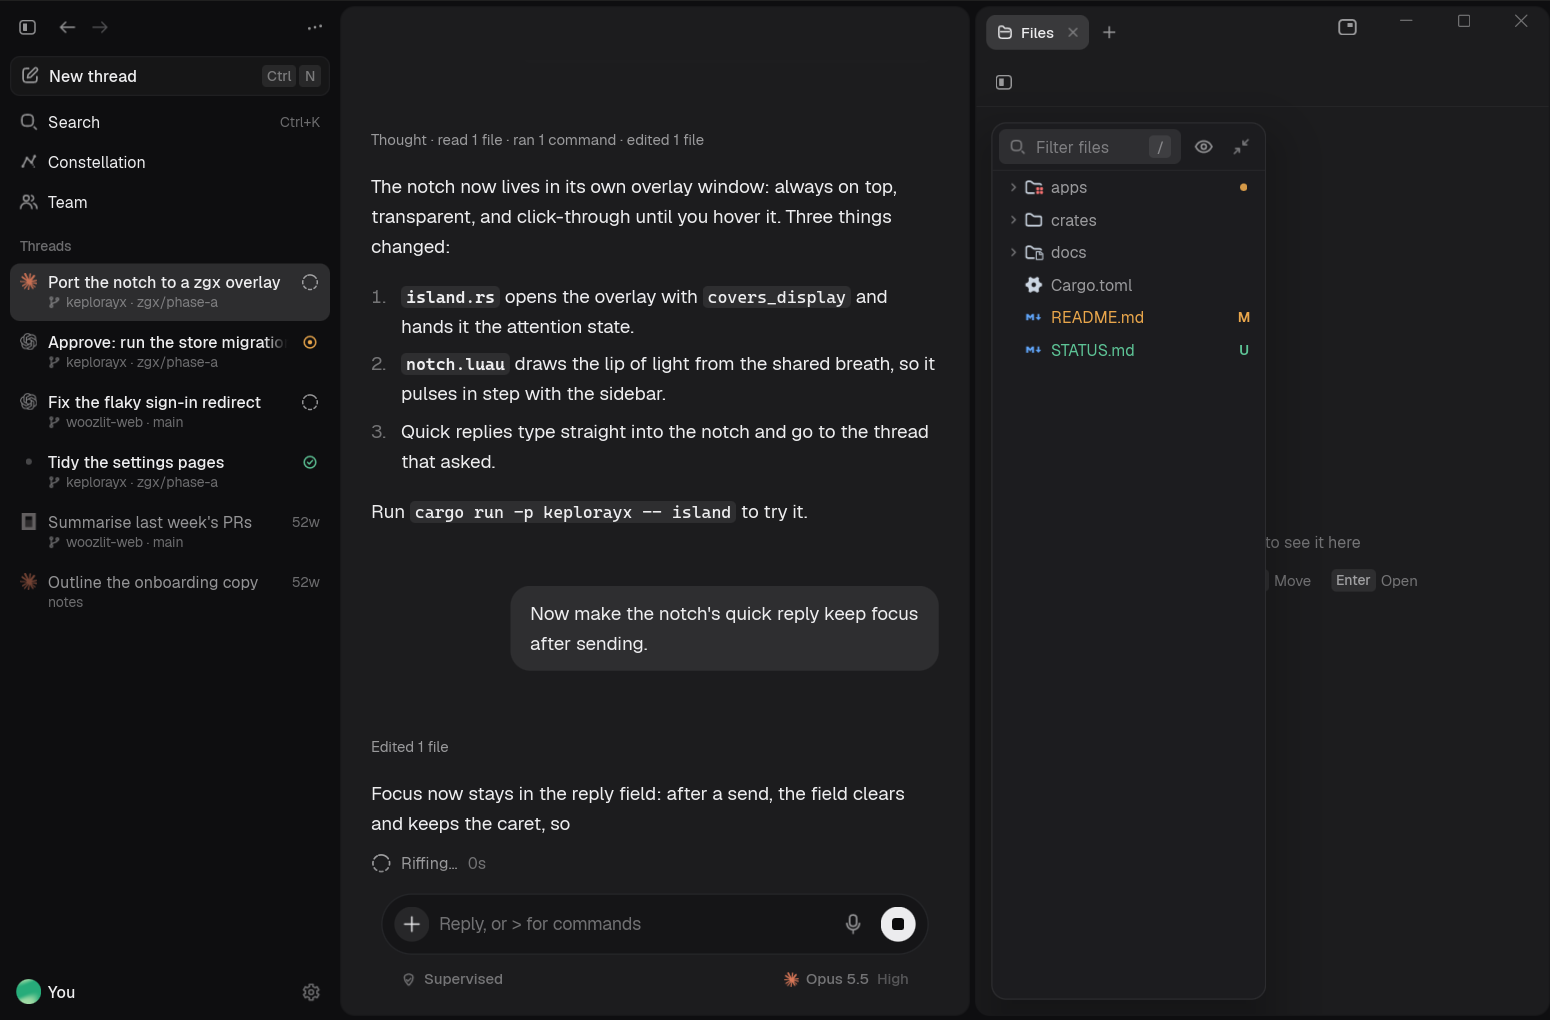 New thread
Ctrl N
Search
Ctrl+K
Constellation
Team
Threads
Port the notch to a zgx overlay
keplorayx · zgx/phase-a
Approve: run the store migratio
keplorayx · zgx/phase-a
Fix the flaky sign-in redirect
woozlit-web · main
Tidy the settings pages
keplorayx · zgx/phase-a
Summarise last week's PRs
52w
woozlit-web · main
Outline the onboarding copy
52w
notes
You
Thought · read 1 file · ran 1 command · edited 1 file
The notch now lives in its own overlay window: always on top,
transparent, and click-through until you hover it. Three things
changed:
1. island.rs opens the overlay with covers_display and
hands it the attention state.
2. notch.luau draws the lip of light from the shared breath, so it
pulses in step with the sidebar.
3. Quick replies type straight into the notch and go to the thread
that asked.
Run cargo run -p keplorayx -- island to try it.
Now make the notch's quick reply keep focus
after sending.
Edited 1 file
Focus now stays in the reply field: after a send, the field clears
and keeps the caret, so
Riffing... 0s
Reply, or > for commands
Supervised
Opus 5.5 High
Files
Filter files /
apps
crates
docs
Cargo.toml
README.md M
STATUS.md U
to see it here
Move Enter Open